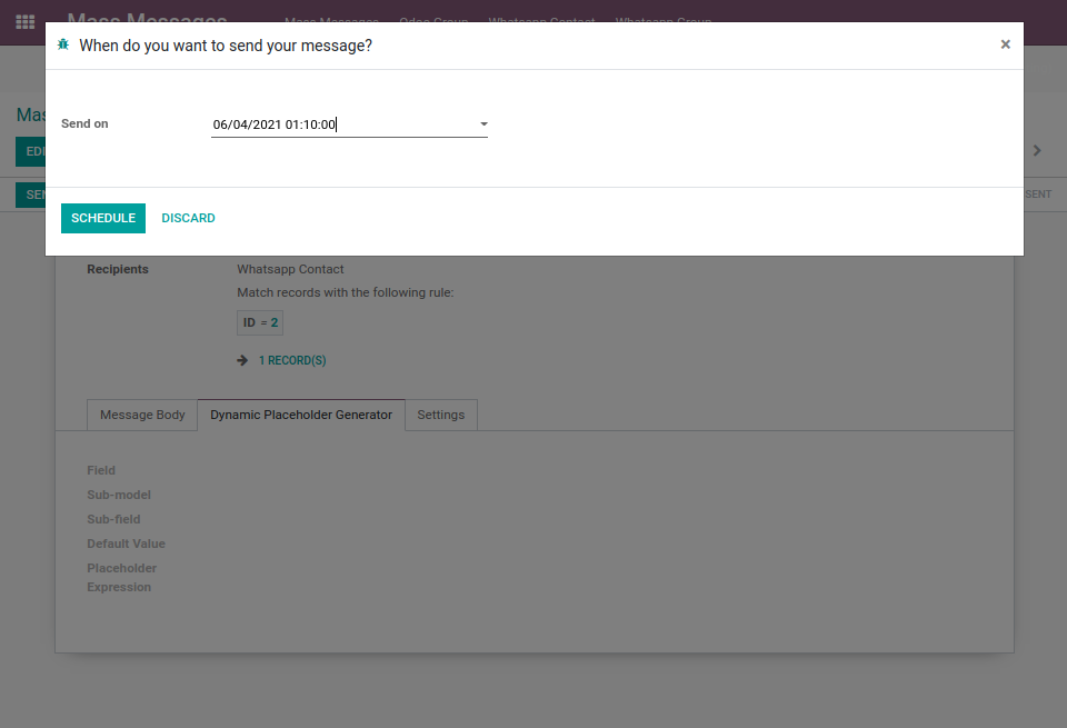 Mass Messages Mass Messages Odoo Group Whatsapp Contact Whatsapp Group
When do you want to send your message? ×
Mas
Send on 06/04/2021 01:10:00
EDI
SEN SENT
SCHEDULE DISCARD
Recipients Whatsapp Contact
Match records with the following rule:
ID = 2
1 RECORD(S)
Message Body Dynamic Placeholder Generator Settings
Field
Sub-model
Sub-field
Default Value
Placeholder
Expression